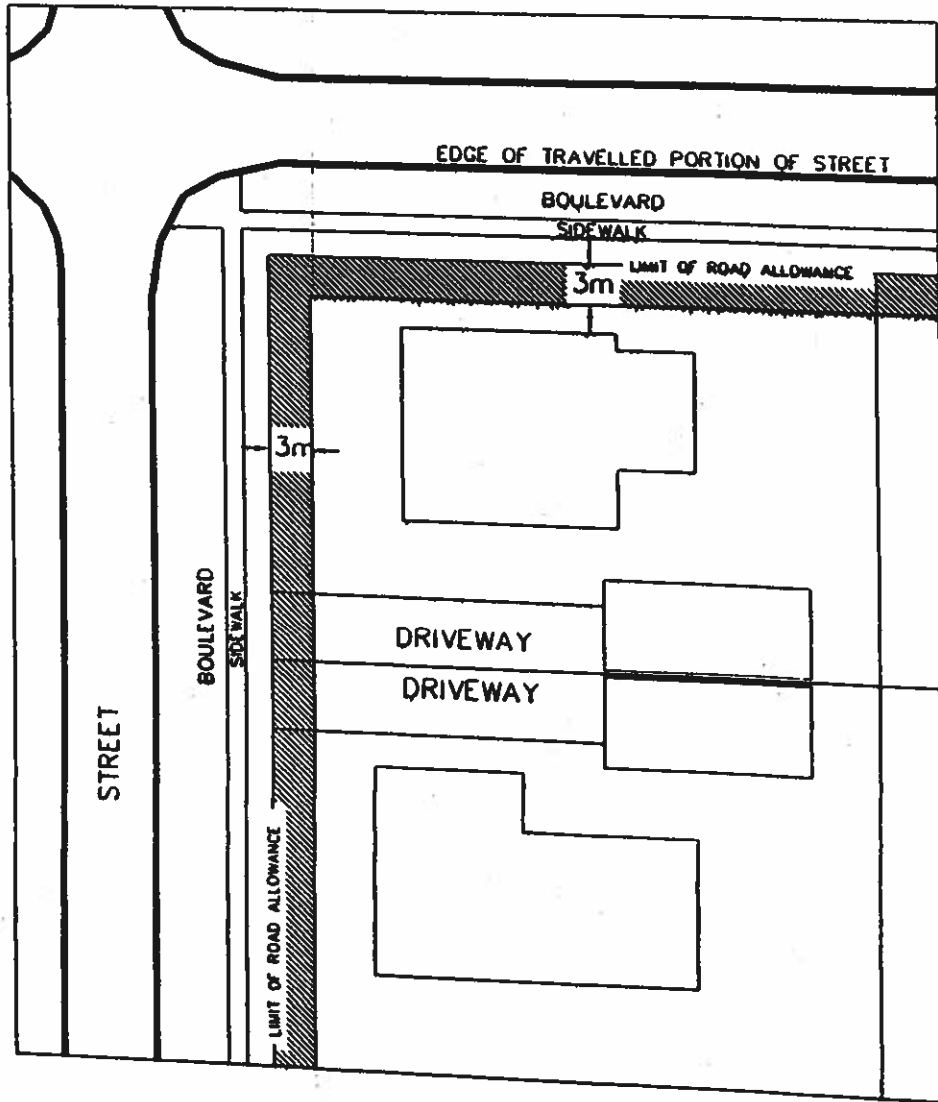 EDGE OF TRAVELLED PORTION OF STREET
BOULEVARD
SIDEWALK
LIMIT OF ROAD ALLOWANCE
3m
3m
DRIVEWAY
DRIVEWAY
BOULEVARD
SIDEWALK
STREET
LIMIT OF ROAD ALLOWANCE